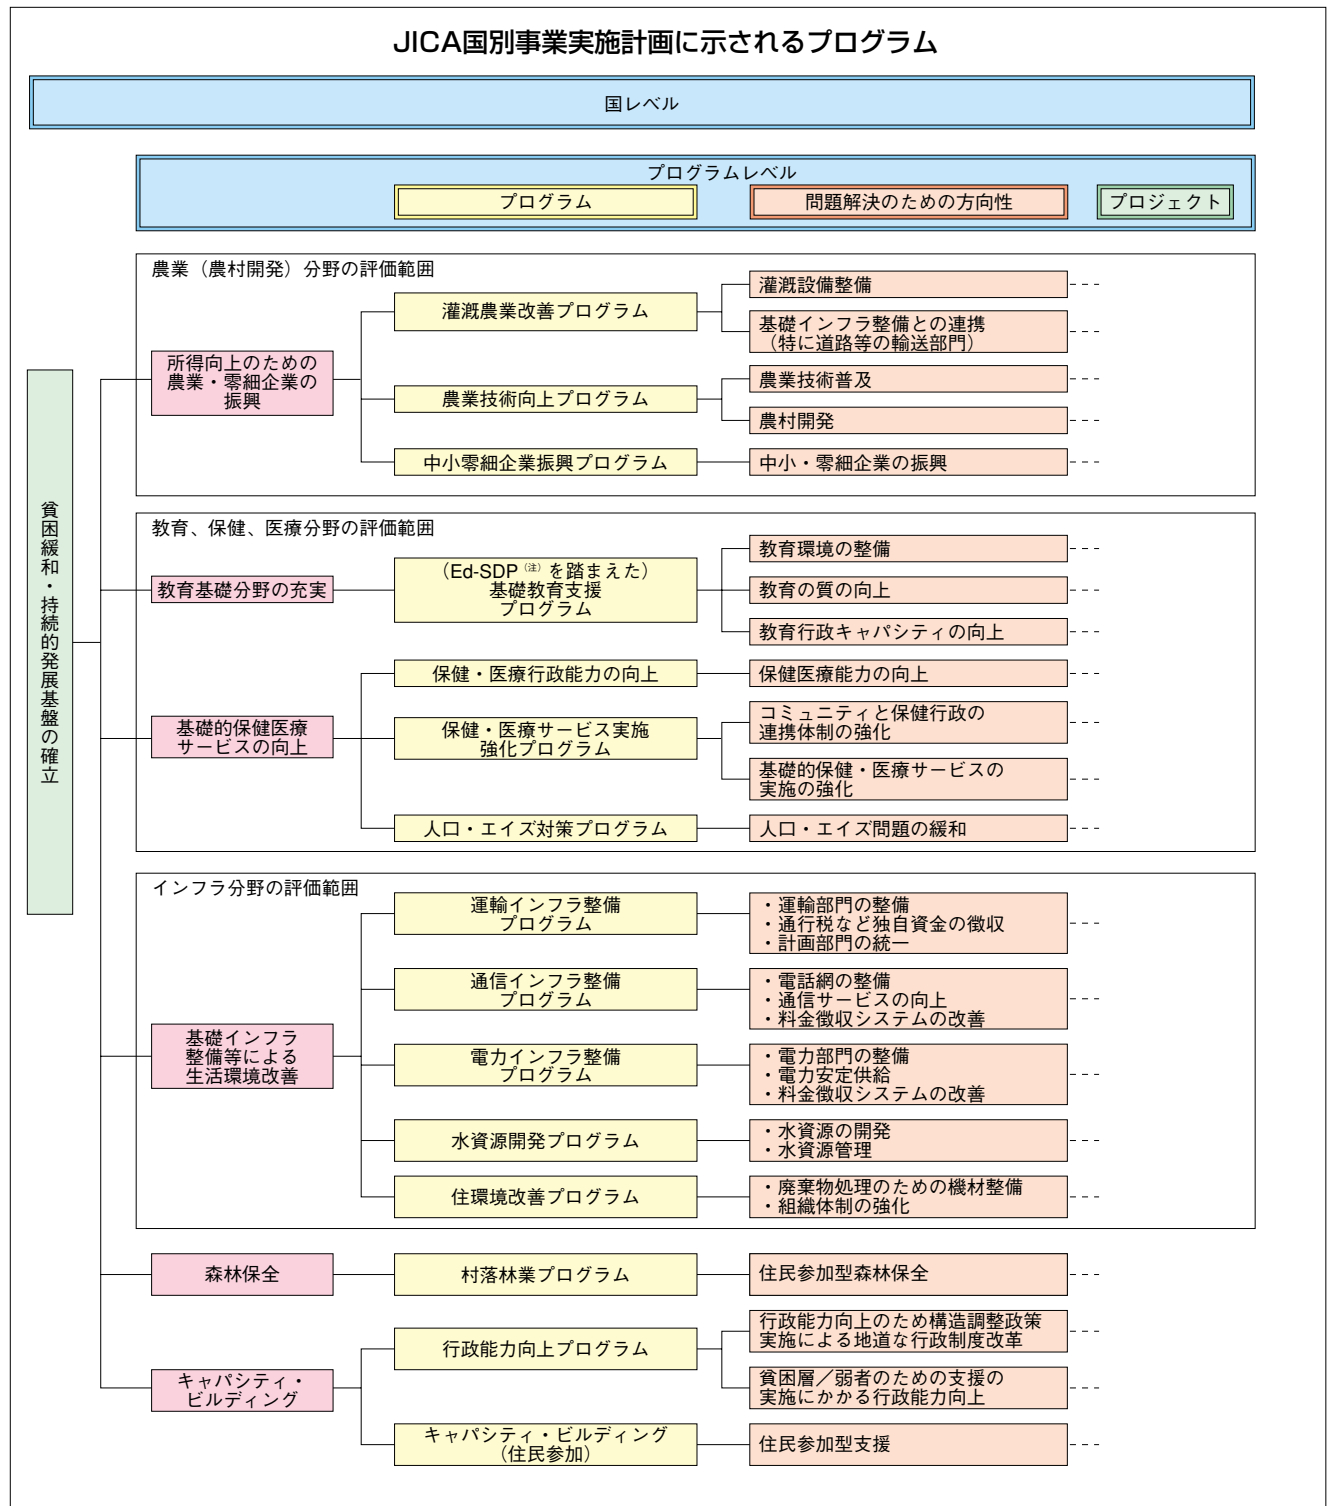 JICA国別事業実施計画に示されるプログラム
国レベル
プログラムレベル
プログラム
問題解決のための方向性
プロジェクト
貧困緩和・持続的発展基盤の確立
農業（農村開発）分野の評価範囲
所得向上のための
農業・零細企業の
振興
灌漑農業改善プログラム
灌漑設備整備
基礎インフラ整備との連携
（特に道路等の輸送部門）
農業技術向上プログラム
農業技術普及
農村開発
中小零細企業振興プログラム
中小・零細企業の振興
教育、保健、医療分野の評価範囲
教育基礎分野の充実
（Ed-SDP（注）を踏まえた）
基礎教育支援
プログラム
教育環境の整備
教育の質の向上
教育行政キャパシティの向上
基礎的保健医療
サービスの向上
保健・医療行政能力の向上
保健医療能力の向上
保健・医療サービス実施
強化プログラム
コミュニティと保健行政の
連携体制の強化
基礎的保健・医療サービスの
実施の強化
人口・エイズ対策プログラム
人口・エイズ問題の緩和
インフラ分野の評価範囲
基礎インフラ
整備等による
生活環境改善
運輸インフラ整備
プログラム
・運輸部門の整備
・通行税など独自資金の徴収
・計画部門の統一
通信インフラ整備
プログラム
・電話網の整備
・通信サービスの向上
・料金徴収システムの改善
電力インフラ整備
プログラム
・電力部門の整備
・電力安定供給
・料金徴収システムの改善
水資源開発プログラム
・水資源の開発
・水資源管理
住環境改善プログラム
・廃棄物処理のための機材整備
・組織体制の強化
森林保全
村落林業プログラム
住民参加型森林保全
キャパシティ・
ビルディング
行政能力向上プログラム
行政能力向上のため構造調整政策
実施による地道な行政制度改革
貧困層／弱者のための支援の
実施にかかる行政能力向上
キャパシティ・ビルディング
（住民参加）
住民参加型支援